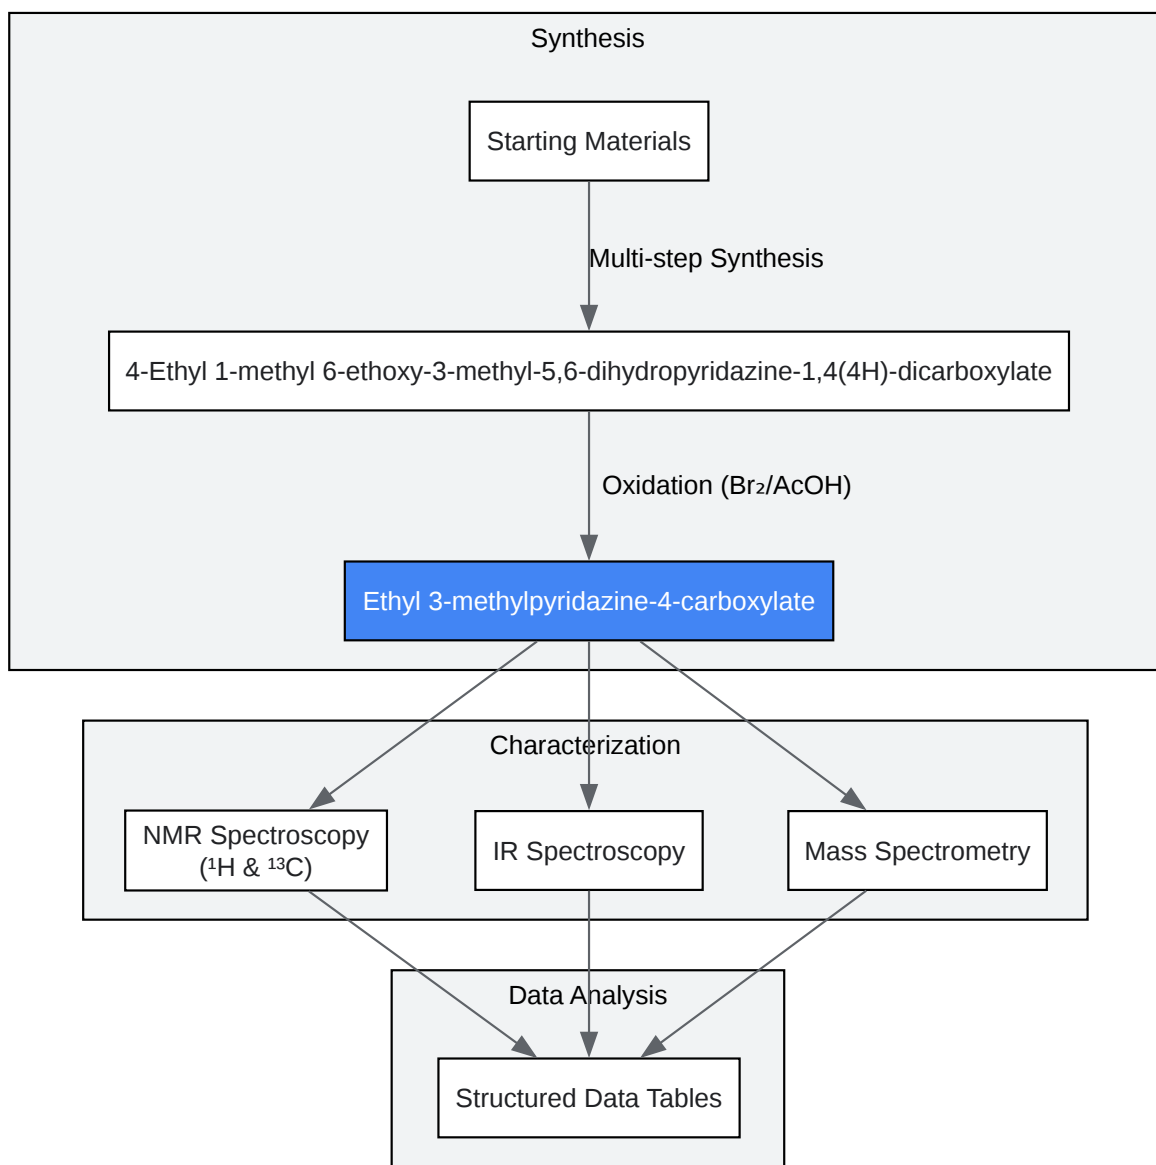 Synthesis
Starting Materials
Multi-step Synthesis
4-Ethyl 1-methyl 6-ethoxy-3-methyl-5,6-dihydropyridazine-1,4(4H)-dicarboxylate
Oxidation (Br₂/AcOH)
Ethyl 3-methylpyridazine-4-carboxylate
Characterization
NMR Spectroscopy
(¹H & ¹³C)
IR Spectroscopy
Mass Spectrometry
Data Analysis
Structured Data Tables